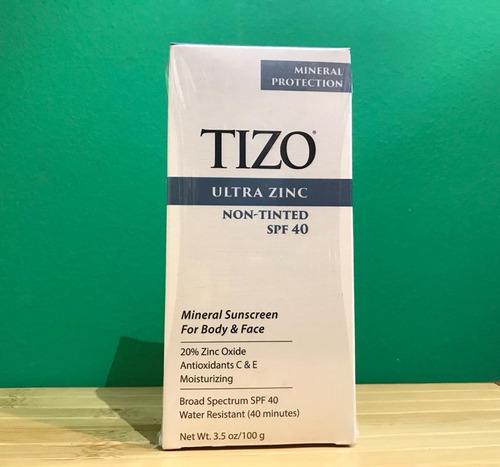 MINERAL
PROTECTION
TIZO®
ULTRA ZINC
NON-TINTED
SPF 40
Mineral Sunscreen
For Body & Face
20% Zinc Oxide
Antioxidants C & E
Moisturizing
Broad Spectrum SPF 40
Water Resistant (40 minutes)
Net Wt. 3.5 oz/100 g